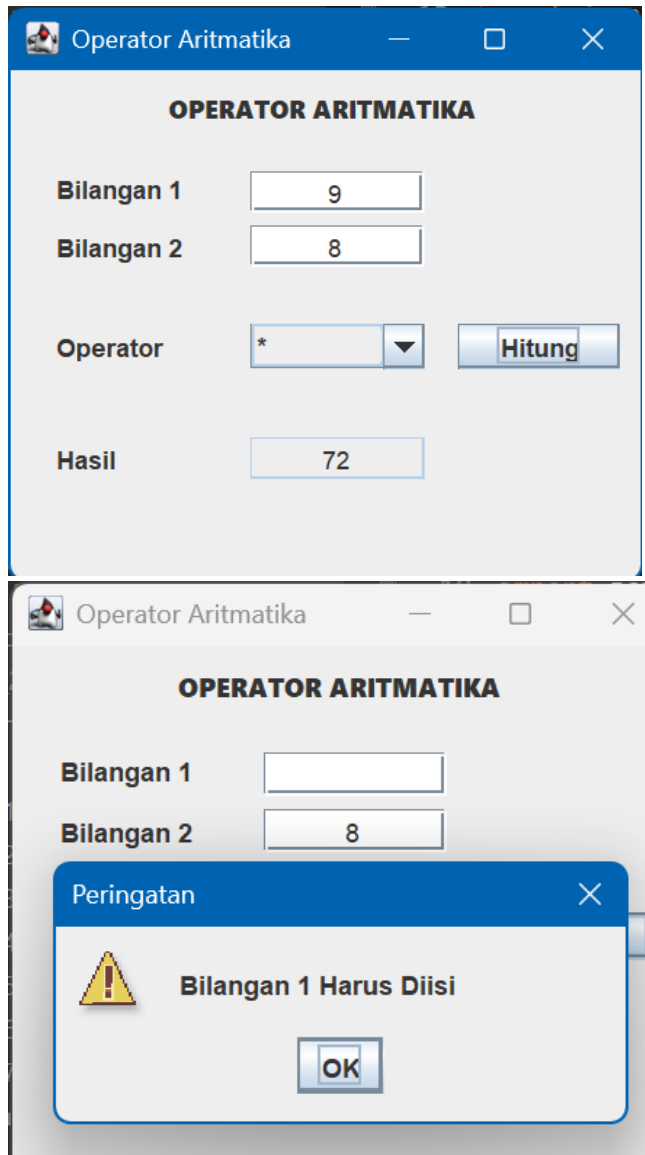 Operator Aritmatika
OPERATOR ARITMATIKA
Bilangan 1 9
Bilangan 2 8
Operator * Hitung
Hasil 72
Operator Aritmatika
OPERATOR ARITMATIKA
Bilangan 1
Bilangan 2 8
Peringatan
Bilangan 1 Harus Diisi
OK